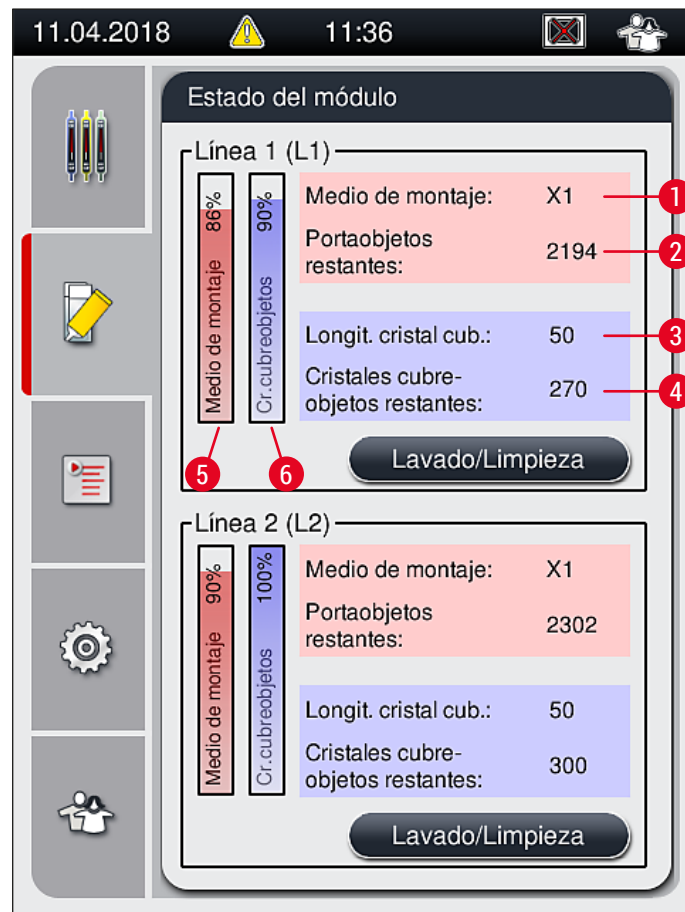 11.04.2018
11:36
Estado del módulo
Línea 1 (L1)
Medio de montaje 86%
Cr.cubreobjetos 90%
Medio de montaje: X1 1
Portaobjetos
restantes: 2194 2
Longit. cristal cub.: 50 3
Cristales cubre-
objetos restantes: 270 4
5 6
Lavado/Limpieza
Línea 2 (L2)
Medio de montaje 90%
Cr.cubreobjetos 100%
Medio de montaje: X1
Portaobjetos
restantes: 2302
Longit. cristal cub.: 50
Cristales cubre-
objetos restantes: 300
Lavado/Limpieza